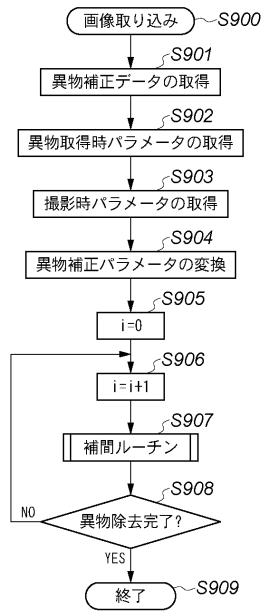 画像取り込み
S900
S901
異物補正データの取得
S902
異物取得時パラメータの取得
S903
撮影時パラメータの取得
S904
異物補正パラメータの変換
S905
i=0
S906
i=i+1
S907
補間ルーチン
S908
異物除去完了?
NO
YES
S909
終了